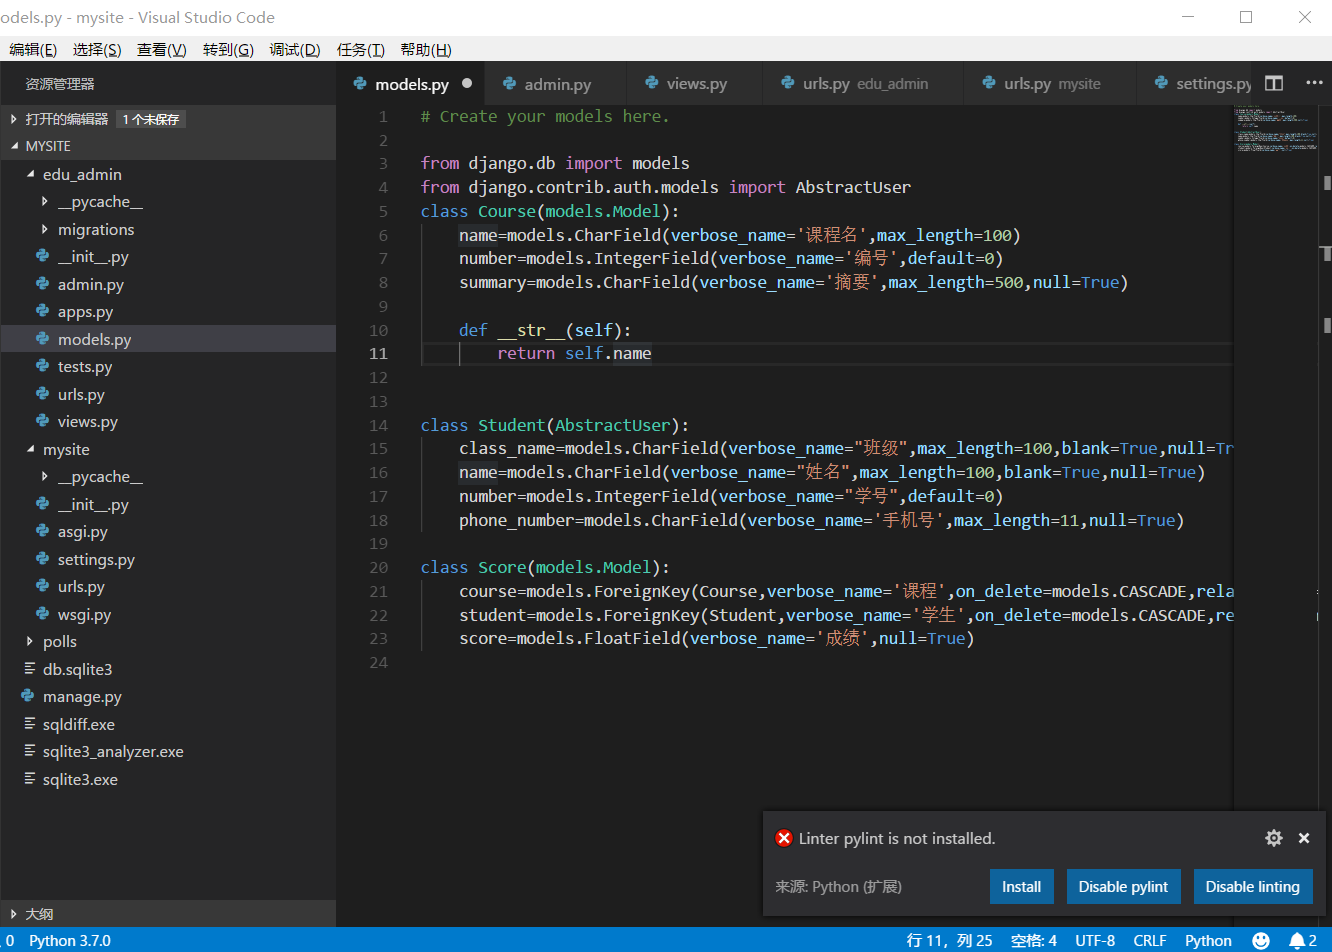 odels.py - mysite - Visual Studio Code
编辑(E) 选择(S) 查看(V) 转到(G) 调试(D) 任务(T) 帮助(H)
资源管理器
models.py admin.py views.py urls.py edu_admin urls.py mysite settings.py
打开的编辑器 1 个未保存
MYSITE
edu_admin
__pycache__
migrations
__init__.py
admin.py
apps.py
models.py
tests.py
urls.py
views.py
mysite
__pycache__
__init__.py
asgi.py
settings.py
urls.py
wsgi.py
polls
db.sqlite3
manage.py
sqldiff.exe
sqlite3_analyzer.exe
sqlite3.exe
大纲
1 # Create your models here.
2
3 from django.db import models
4 from django.contrib.auth.models import AbstractUser
5 class Course(models.Model):
6 name=models.CharField(verbose_name='课程名',max_length=100)
7 number=models.IntegerField(verbose_name='编号',default=0)
8 summary=models.CharField(verbose_name='摘要',max_length=500,null=True)
9
10 def __str__(self):
11 return self.name
12
13
14 class Student(AbstractUser):
15 class_name=models.CharField(verbose_name="班级",max_length=100,blank=True,null=Tr
16 name=models.CharField(verbose_name="姓名",max_length=100,blank=True,null=True)
17 number=models.IntegerField(verbose_name="学号",default=0)
18 phone_number=models.CharField(verbose_name='手机号',max_length=11,null=True)
19
20 class Score(models.Model):
21 course=models.ForeignKey(Course,verbose_name='课程',on_delete=models.CASCADE,rela
22 student=models.ForeignKey(Student,verbose_name='学生',on_delete=models.CASCADE,re
23 score=models.FloatField(verbose_name='成绩',null=True)
24
Linter pylint is not installed.
来源: Python (扩展) Install Disable pylint Disable linting
0 Python 3.7.0 行 11，列 25 空格: 4 UTF-8 CRLF Python 2